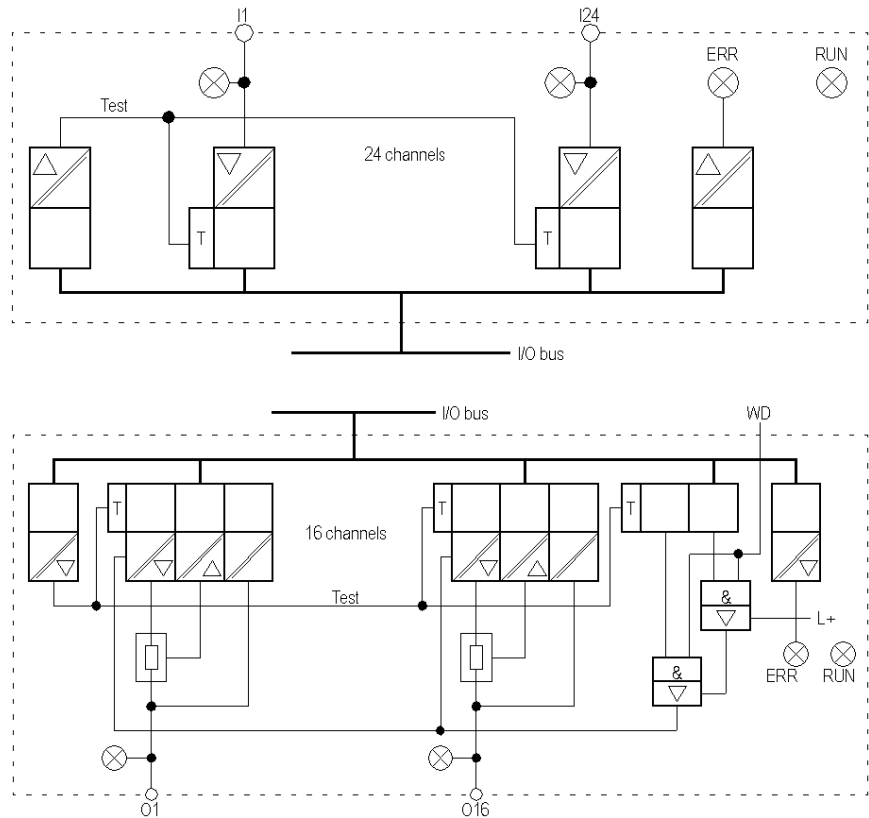 I1
I24
ERR
RUN
Test
24 channels
T
T
I/O bus
I/O bus
WD
T
T
T
16 channels
Test
&
L+
&
ERR
RUN
O1
O16